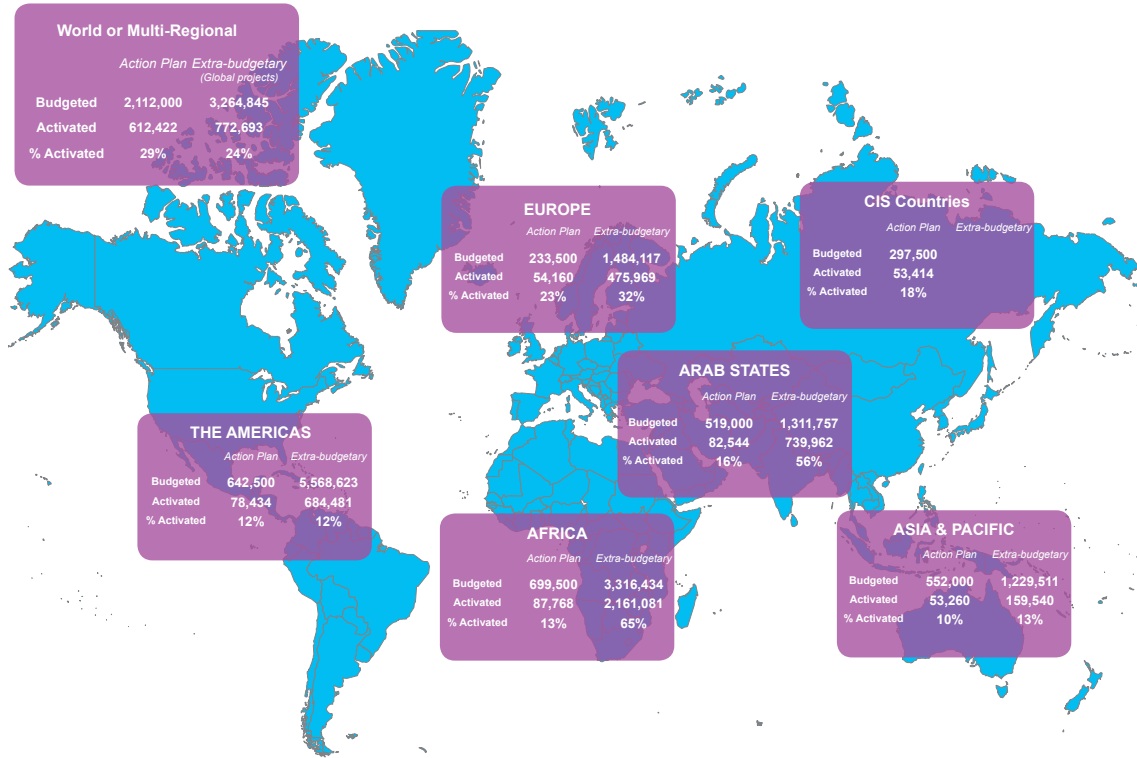 World or Multi-Regional
Action Plan Extra-budgetary
(Global projects)
Budgeted 2,112,000 3,264,845
Activated 612,422 772,693
% Activated 29% 24%
EUROPE
Action Plan Extra-budgetary
Budgeted 233,500 1,484,117
Activated 54,160 475,969
% Activated 23% 32%
CIS Countries
Action Plan Extra-budgetary
Budgeted 297,500
Activated 53,414
% Activated 18%
ARAB STATES
Action Plan Extra-budgetary
Budgeted 519,000 1,311,757
Activated 82,544 739,962
% Activated 16% 56%
THE AMERICAS
Action Plan Extra-budgetary
Budgeted 642,500 5,568,623
Activated 78,434 684,481
% Activated 12% 12%
AFRICA
Action Plan Extra-budgetary
Budgeted 699,500 3,316,434
Activated 87,768 2,161,081
% Activated 13% 65%
ASIA & PACIFIC
Action Plan Extra-budgetary
Budgeted 552,000 1,229,511
Activated 53,260 159,540
% Activated 10% 13%